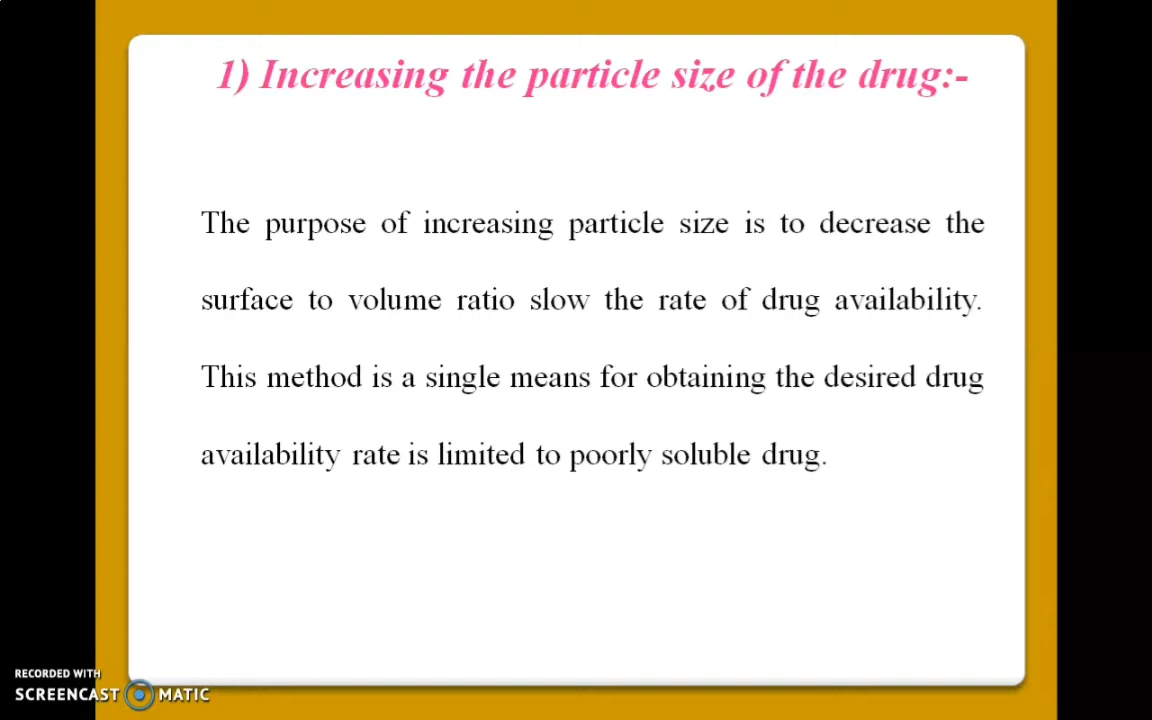 1) Increasing the particle size of the drug:-
The purpose of increasing particle size is to decrease the
surface to volume ratio slow the rate of drug availability.
This method is a single means for obtaining the desired drug
availability rate is limited to poorly soluble drug.
RECORDED WITH
SCREENCAST MATIC